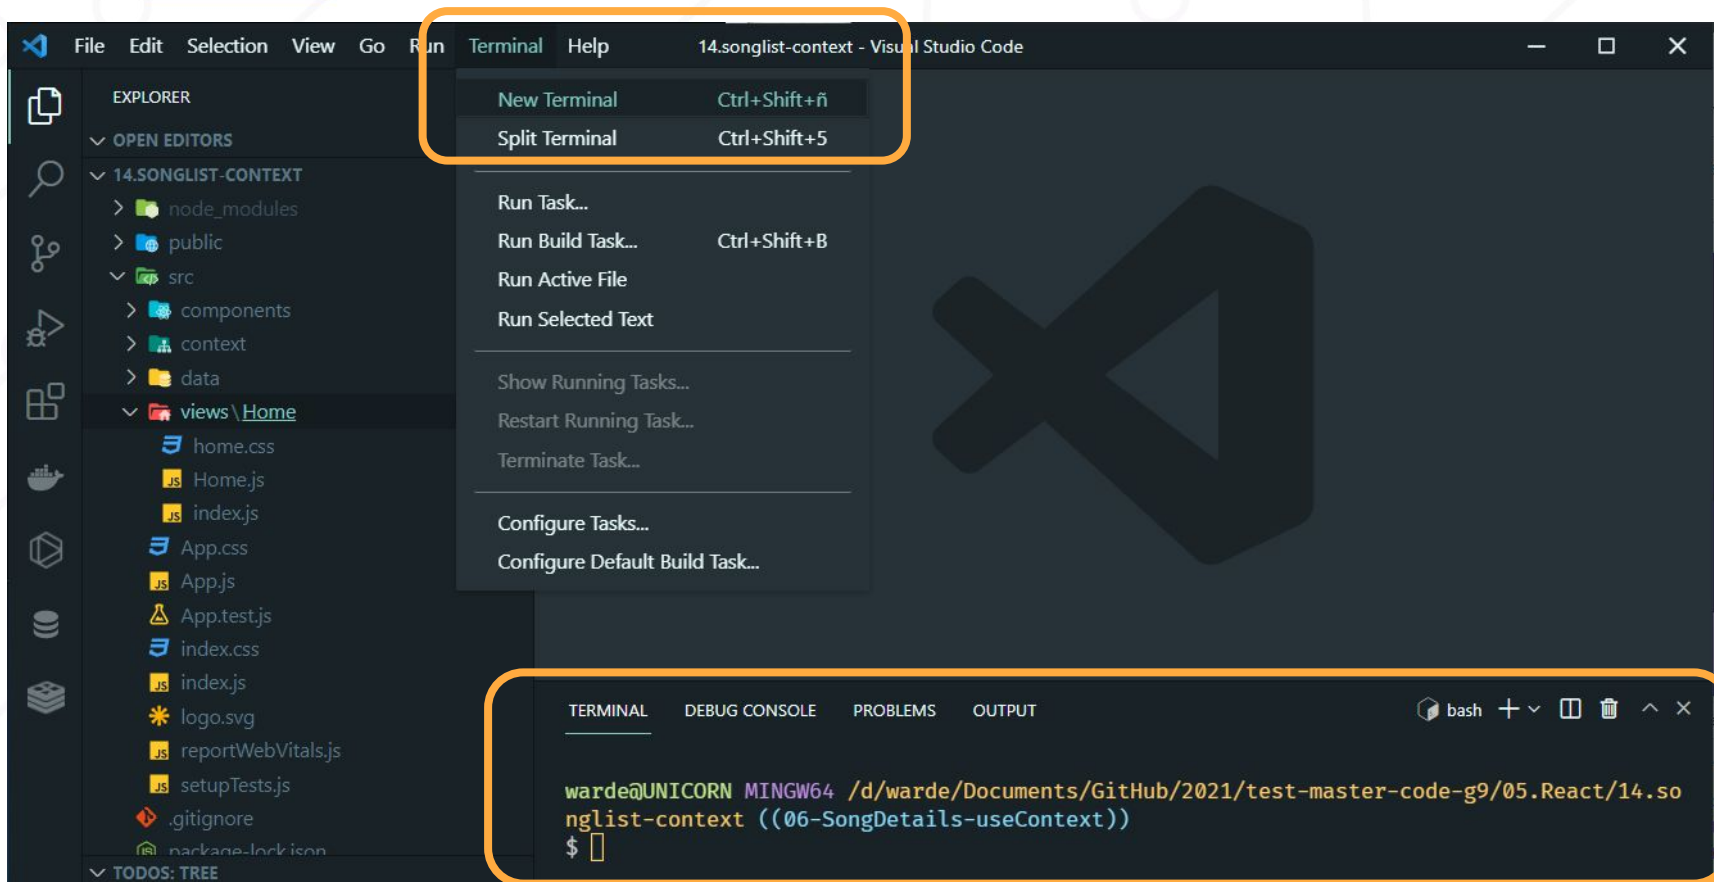 File Edit Selection View Go Run Terminal Help 14.songlist-context - Visual Studio Code
EXPLORER
OPEN EDITORS
14.SONGLIST-CONTEXT
node_modules
public
src
components
context
data
views\Home
home.css
Home.js
index.js
App.css
App.js
App.test.js
index.css
index.js
logo.svg
reportWebVitals.js
setupTests.js
.gitignore
package-lock.json
TODOS: TREE
New Terminal Ctrl+Shift+ñ
Split Terminal Ctrl+Shift+5
Run Task...
Run Build Task... Ctrl+Shift+B
Run Active File
Run Selected Text
Show Running Tasks...
Restart Running Task...
Terminate Task...
Configure Tasks...
Configure Default Build Task...
TERMINAL DEBUG CONSOLE PROBLEMS OUTPUT bash
warde@UNICORN MINGW64 /d/warde/Documents/GitHub/2021/test-master-code-g9/05.React/14.so
nglist-context ((06-SongDetails-useContext))
$